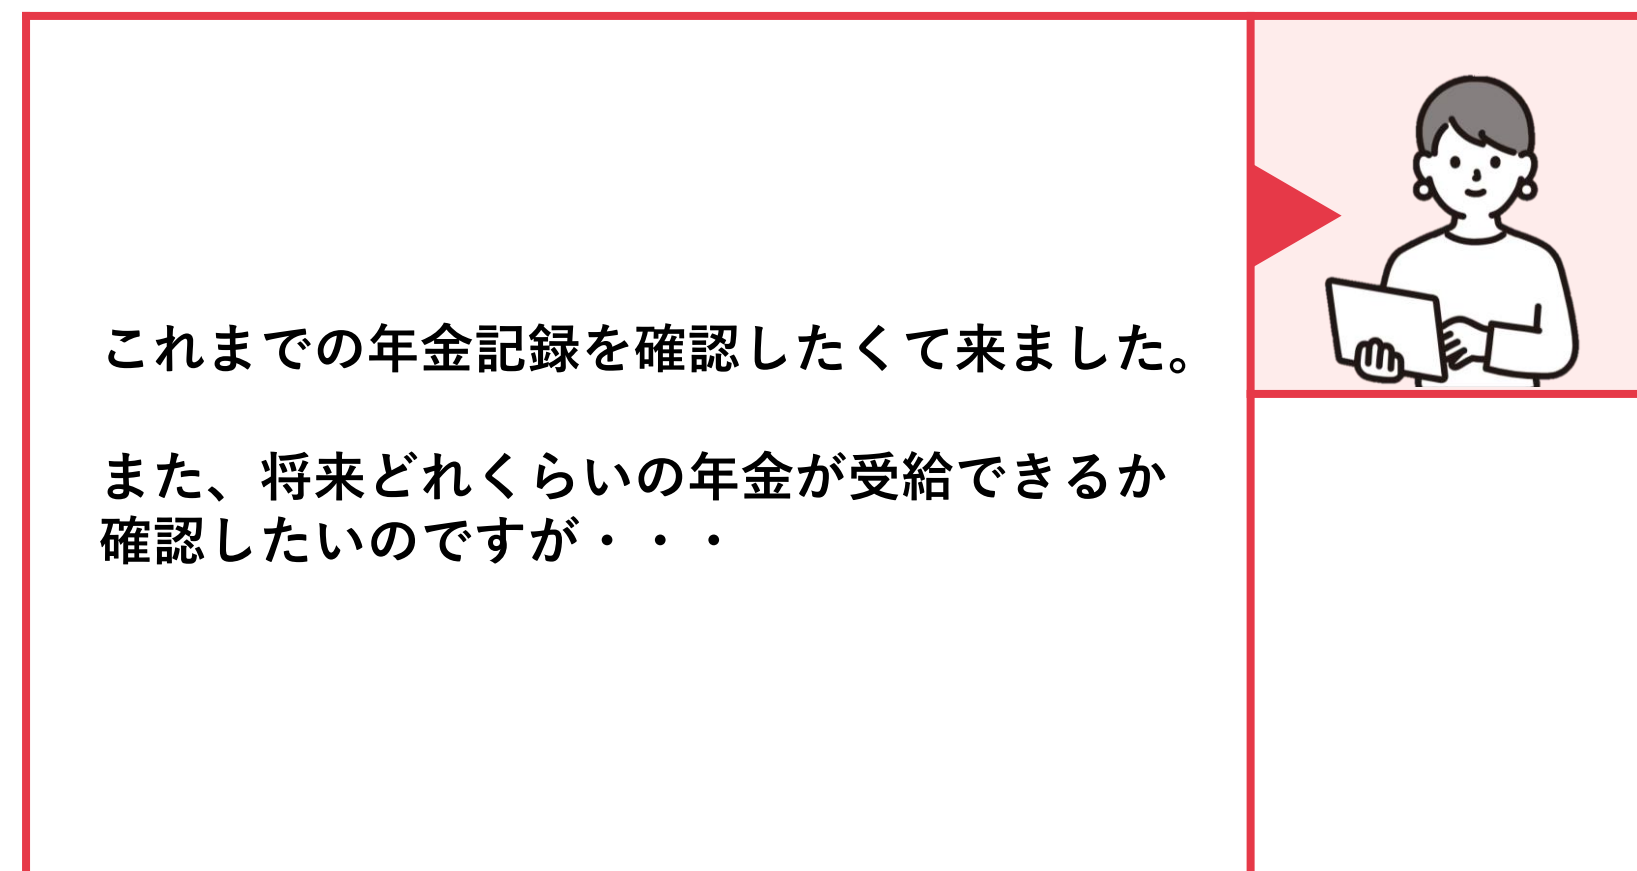 これまでの年金記録を確認したくて来ました。
また、将来どれくらいの年金が受給できるか
確認したいのですが・・・